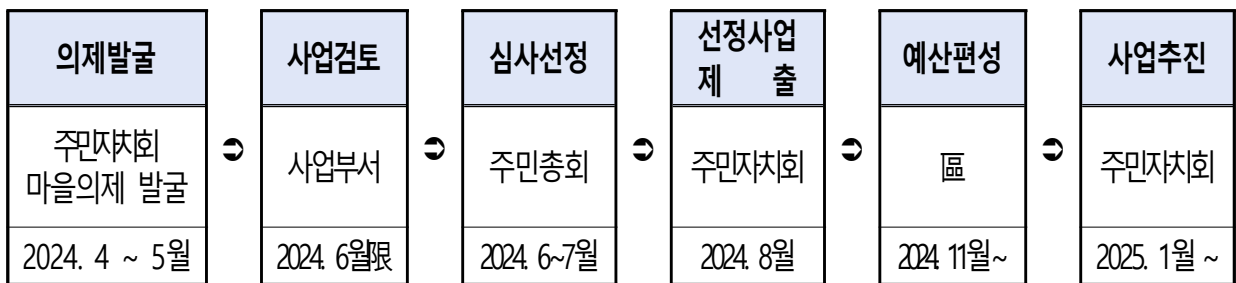 의제발굴
주민자치회
마을의제 발굴
2024. 4 ~ 5월
➲
사업검토
사업부서
2024. 6월限
➲
심사선정
주민총회
2024. 6~7월
➲
선정사업
제 출
주민자치회
2024. 8월
➲
예산편성
區
2024. 11월~
➲
사업추진
주민자치회
2025. 1월 ~